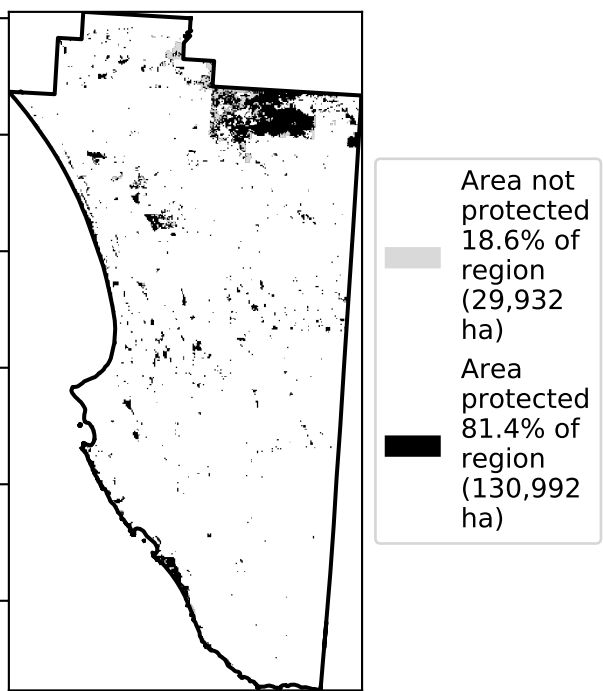 Area not
protected
18.6% of
region
(29,932
ha)
Area
protected
81.4% of
region
(130,992
ha)